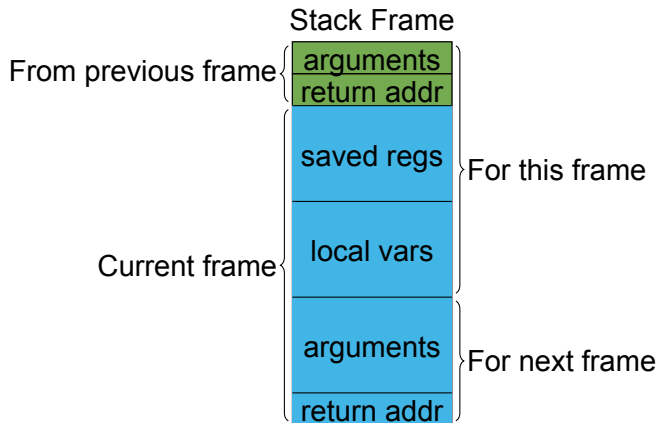 Stack Frame
From previous frame
arguments
return addr
saved regs
For this frame
Current frame
local vars
arguments
For next frame
return addr